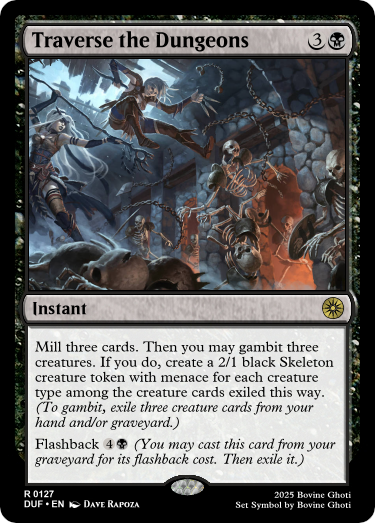 Traverse the Dungeons 3
Instant
Mill three cards. Then you may gambit three
creatures. If you do, create a 2/1 black Skeleton
creature token with menace for each creature
type among the creature cards exiled this way.
(To gambit, exile three creature cards from your
hand and/or graveyard.)
Flashback 4 (You may cast this card from your
graveyard for its flashback cost. Then exile it.)
R 0127
DUF • EN Dave Rapoza
2025 Bovine Ghoti
Set Symbol by Bovine Ghoti